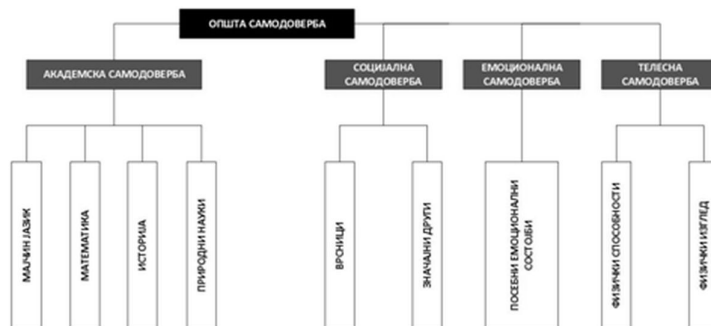 ОПШТА САМОДОВЕРБА
АКАДЕМСКА САМОДОВЕРБА
СОЦИЈАЛНА
САМОДОВЕРБА
ЕМОЦИОНАЛНА
САМОДОВЕРБА
ТЕЛЕСНА
САМОДОВЕРБА
МАЈЧИН ЈАЗИК
МАТЕМАТИКА
ИСТОРИЈА
ПРИРОДНИ НАУКИ
ВРСНИЦИ
ЗНАЧАЈНИ ДРУГИ
ПОСЕБНИ ЕМОЦИОНАЛНИ
СОСТОЈБИ
ФИЗИЧКИ СПОСОБНОСТИ
ФИЗИЧКИ ИЗГЛЕД